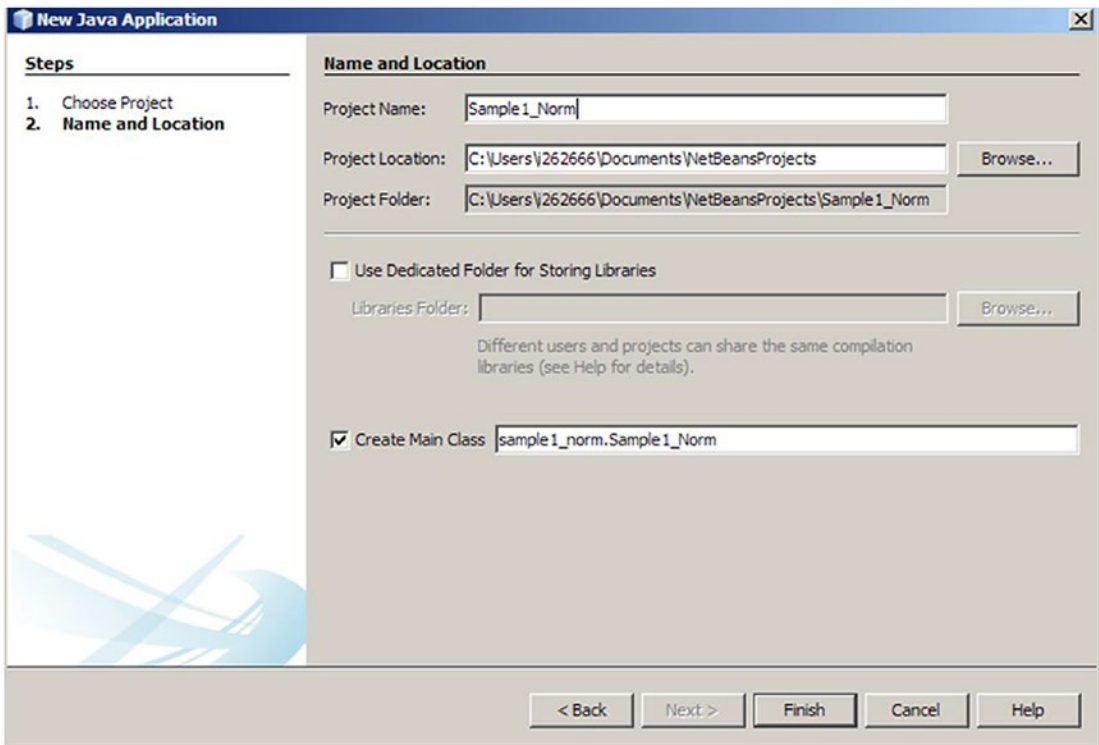 New Java Application
Steps
1. Choose Project
2. Name and Location
Name and Location
Project Name: Sample1_Norm
Project Location: C:\Users\i262666\Documents\NetBeansProjects Browse...
Project Folder: C:\Users\i262666\Documents\NetBeansProjects\Sample1_Norm
Use Dedicated Folder for Storing Libraries
Libraries Folder: Browse...
Different users and projects can share the same compilation
libraries (see Help for details).
Create Main Class sample1_norm.Sample1_Norm
< Back Next > Finish Cancel Help